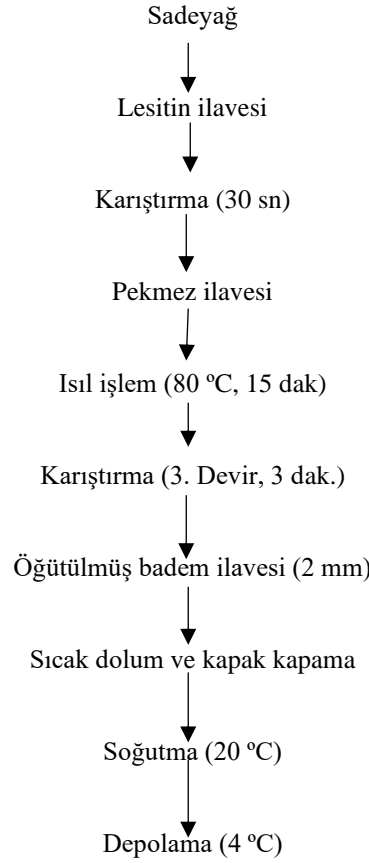 Sadeyağ
Lesitin ilavesi
Karıştırma (30 sn)
Pekmez ilavesi
Isıl işlem (80 ºC, 15 dak)
Karıştırma (3. Devir, 3 dak.)
Öğütülmüş badem ilavesi (2 mm)
Sıcak dolum ve kapak kapama
Soğutma (20 ºC)
Depolama (4 ºC)